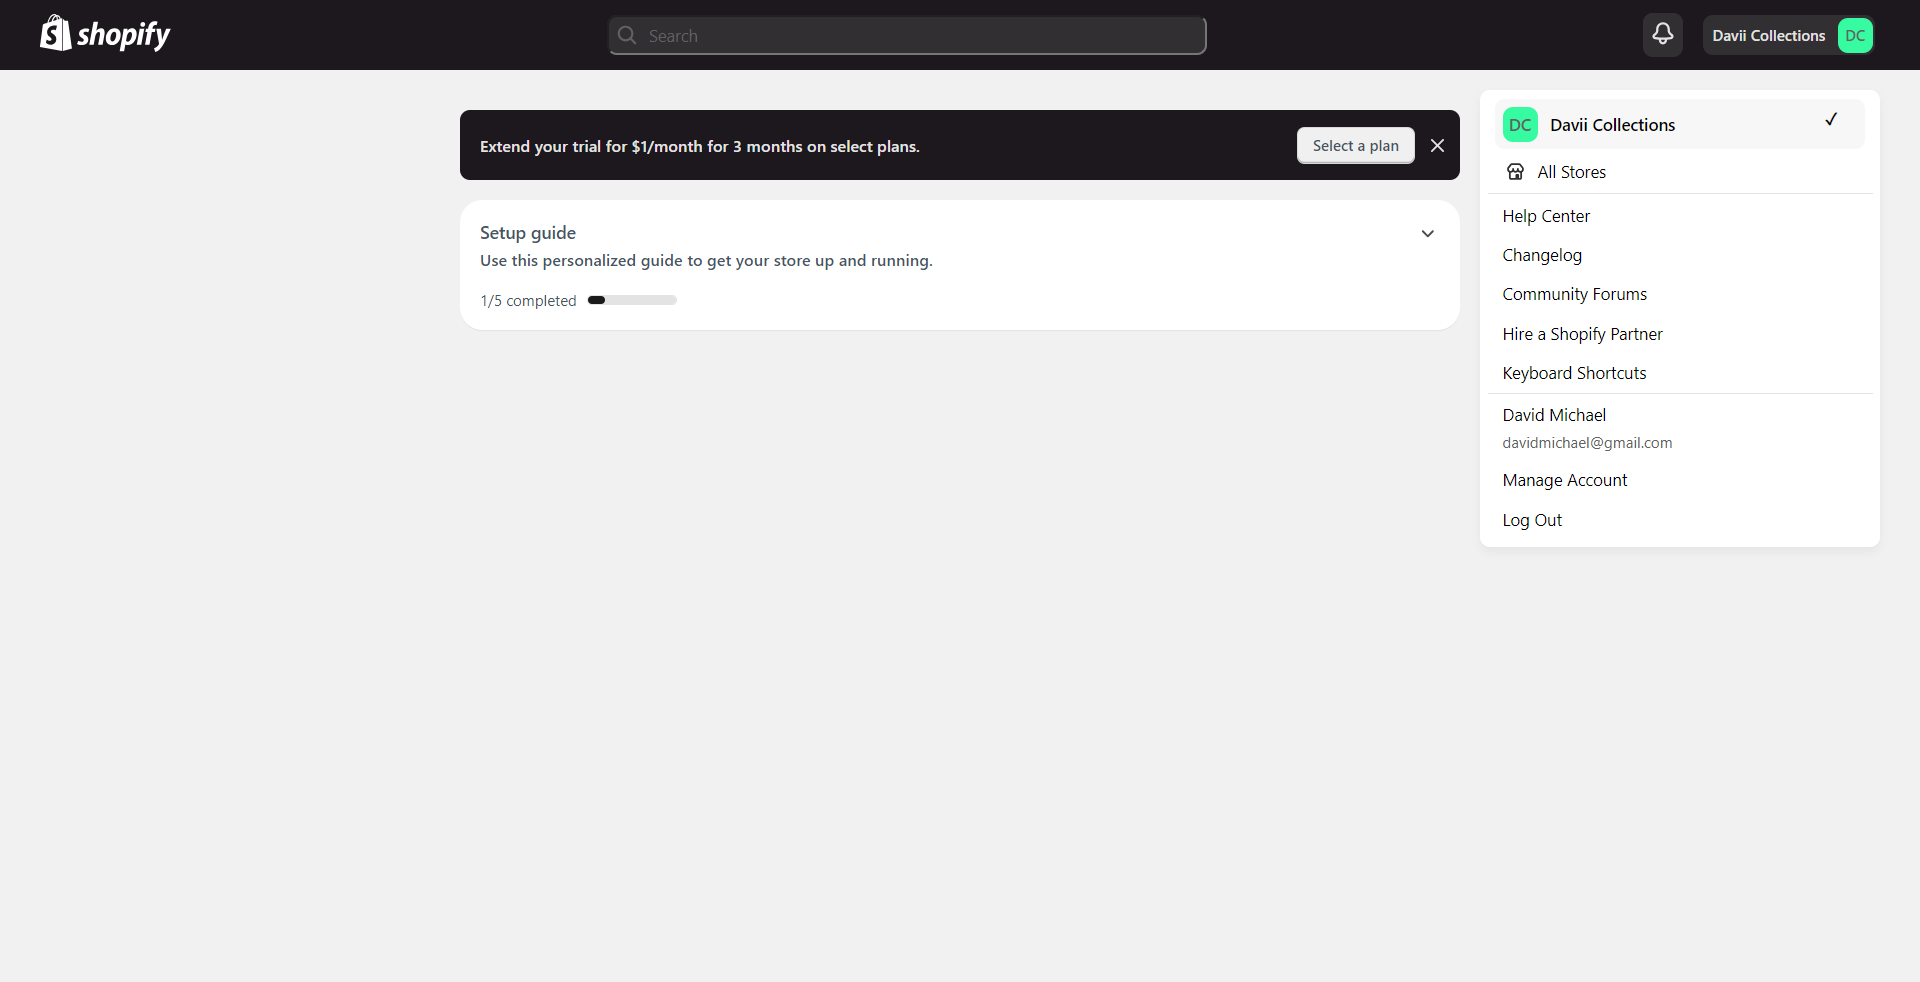 shopify
Search
Davii Collections DC
Extend your trial for $1/month for 3 months on select plans.
Select a plan
Setup guide
Use this personalized guide to get your store up and running.
1/5 completed
DC Davii Collections
All Stores
Help Center
Changelog
Community Forums
Hire a Shopify Partner
Keyboard Shortcuts
David Michael
davidmichael@gmail.com
Manage Account
Log Out